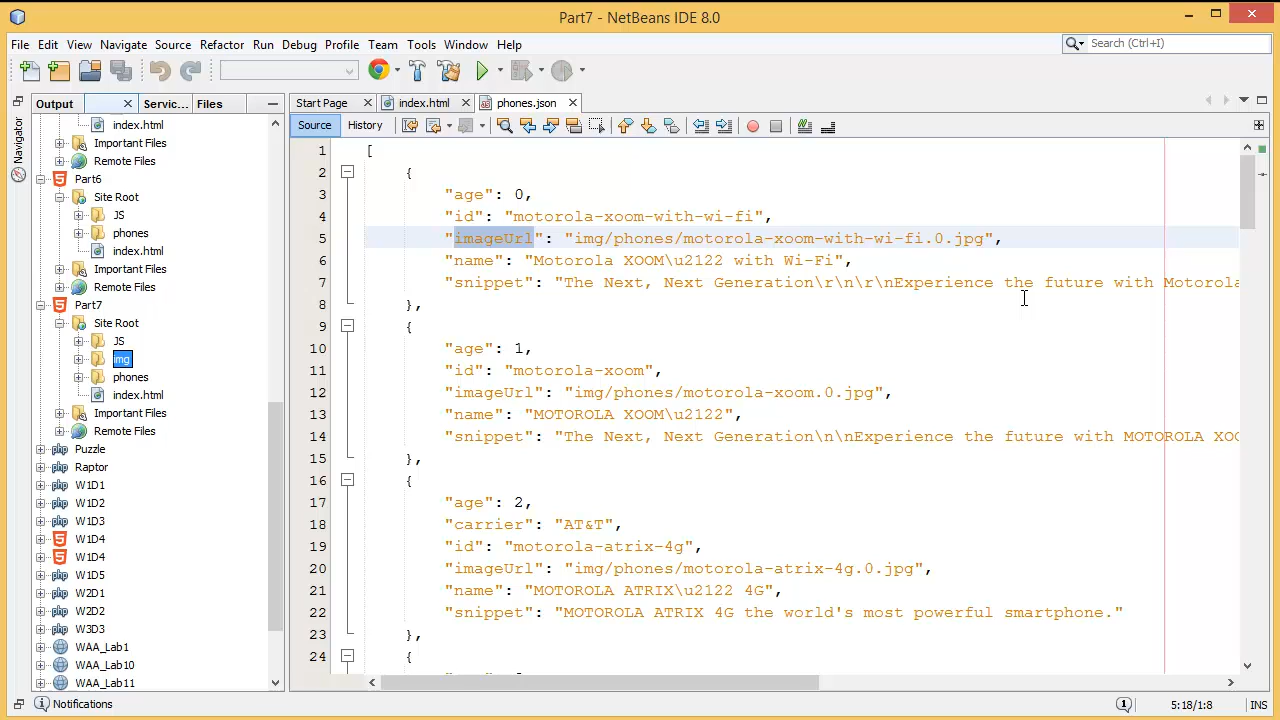 Part7 - NetBeans IDE 8.0
File Edit View Navigate Source Refactor Run Debug Profile Team Tools Window Help
Search (Ctrl+I)
Output
Servic...
Files
Start Page
index.html
phones.json
Source
History
Navigator
index.html
Important Files
Remote Files
Part6
Site Root
JS
phones
index.html
Important Files
Remote Files
Part7
Site Root
JS
img
phones
index.html
Important Files
Remote Files
Puzzle
Raptor
W1D1
W1D2
W1D3
W1D4
W1D4
W1D5
W2D1
W2D2
W3D3
WAA_Lab1
WAA_Lab10
WAA_Lab11
1 [
2 {
3 "age": 0,
4 "id": "motorola-xoom-with-wi-fi",
5 "imageUrl": "img/phones/motorola-xoom-with-wi-fi.0.jpg",
6 "name": "Motorola XOOM\u2122 with Wi-Fi",
7 "snippet": "The Next, Next Generation\r\n\r\nExperience the future with Motorola
8 },
9 {
10 "age": 1,
11 "id": "motorola-xoom",
12 "imageUrl": "img/phones/motorola-xoom.0.jpg",
13 "name": "MOTOROLA XOOM\u2122",
14 "snippet": "The Next, Next Generation\n\nExperience the future with MOTOROLA XOO
15 },
16 {
17 "age": 2,
18 "carrier": "AT&T",
19 "id": "motorola-atrix-4g",
20 "imageUrl": "img/phones/motorola-atrix-4g.0.jpg",
21 "name": "MOTOROLA ATRIX\u2122 4G",
22 "snippet": "MOTOROLA ATRIX 4G the world's most powerful smartphone."
23 },
24 {
Notifications
5:18/1:8
INS